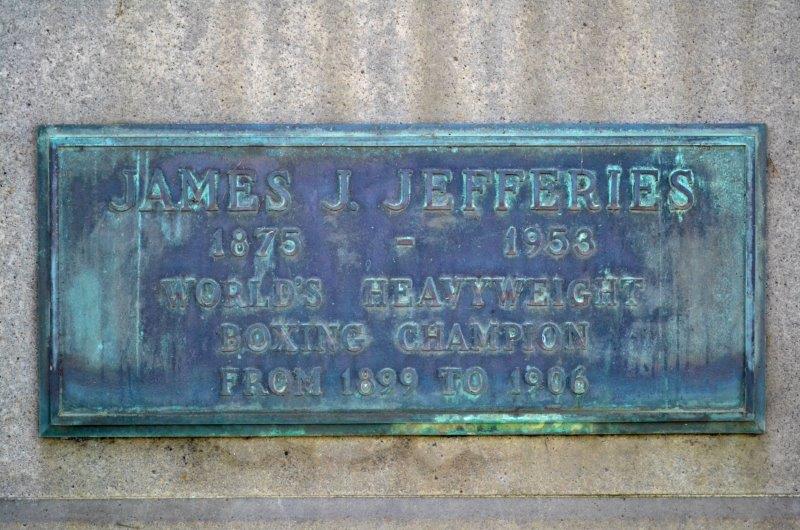 JAMES J. JEFFERIES
1875 - 1953
WORLD'S HEAVYWEIGHT
BOXING CHAMPION
FROM 1899 TO 1906